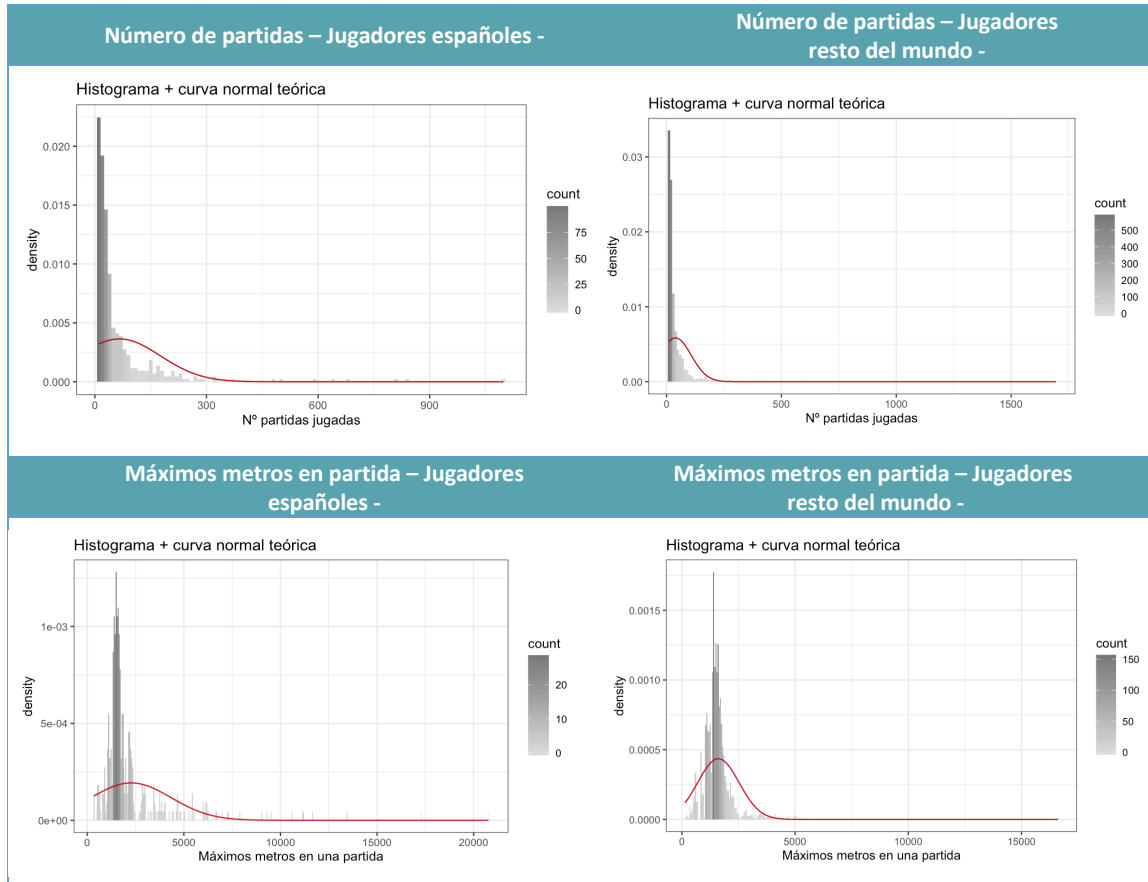 Número de partidas – Jugadores españoles -
Número de partidas – Jugadores
resto del mundo -
Histograma + curva normal teórica
0.020
0.015
0.010
0.005
0.000
density
0
300
600
900
Nº partidas jugadas
count
75
50
25
0
Histograma + curva normal teórica
0.03
0.02
0.01
0.00
density
0
500
1000
1500
Nº partidas jugadas
count
500
400
300
200
100
0
Máximos metros en partida – Jugadores
españoles -
Máximos metros en partida – Jugadores
resto del mundo -
Histograma + curva normal teórica
1e-03
5e-04
0e+00
density
0
5000
10000
15000
20000
Máximos metros en una partida
count
20
10
0
Histograma + curva normal teórica
0.0015
0.0010
0.0005
0.0000
density
0
5000
10000
15000
Máximos metros en una partida
count
150
100
50
0